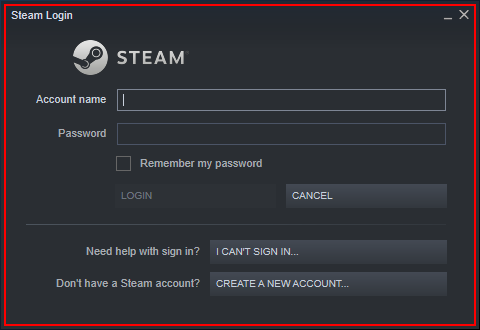 Steam Login
STEAM®
Account name
Password
Remember my password
LOGIN CANCEL
Need help with sign in? I CAN'T SIGN IN...
Don't have a Steam account? CREATE A NEW ACCOUNT...